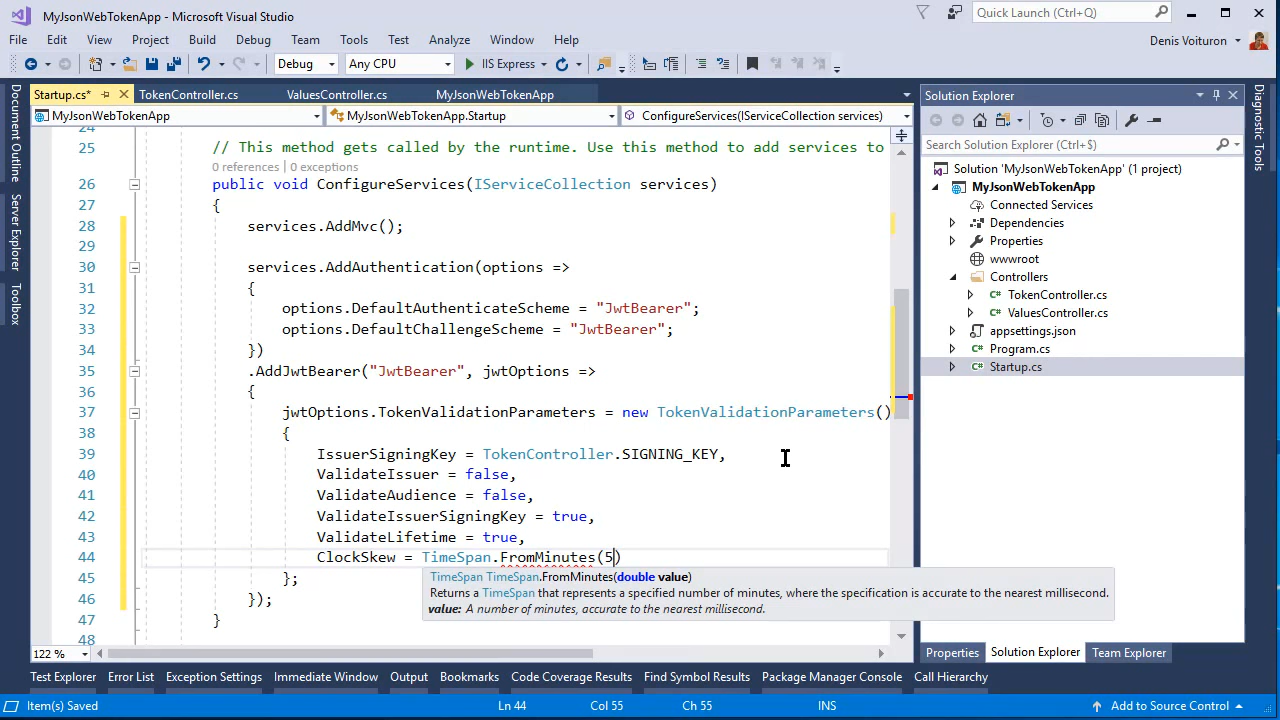 MyJsonWebTokenApp - Microsoft Visual Studio
Quick Launch (Ctrl+Q)
File Edit View Project Build Debug Team Tools Test Analyze Window Help
Denis Voituron
Debug Any CPU IIS Express
Startup.cs* TokenController.cs ValuesController.cs MyJsonWebTokenApp
MyJsonWebTokenApp MyJsonWebTokenApp.Startup ConfigureServices(IServiceCollection services)
Document Outline
Server Explorer
Toolbox
24
25 // This method gets called by the runtime. Use this method to add services to
0 references | 0 exceptions
26 public void ConfigureServices(IServiceCollection services)
27 {
28 services.AddMvc();
29
30 services.AddAuthentication(options =>
31 {
32 options.DefaultAuthenticateScheme = "JwtBearer";
33 options.DefaultChallengeScheme = "JwtBearer";
34 })
35 .AddJwtBearer("JwtBearer", jwtOptions =>
36 {
37 jwtOptions.TokenValidationParameters = new TokenValidationParameters()
38 {
39 IssuerSigningKey = TokenController.SIGNING_KEY,
40 ValidateIssuer = false,
41 ValidateAudience = false,
42 ValidateIssuerSigningKey = true,
43 ValidateLifetime = true,
44 ClockSkew = TimeSpan.FromMinutes(5)
45 };
46 });
47 }
48
TimeSpan TimeSpan.FromMinutes(double value)
Returns a TimeSpan that represents a specified number of minutes, where the specification is accurate to the nearest millisecond.
value: A number of minutes, accurate to the nearest millisecond.
122 %
Solution Explorer
Search Solution Explorer (Ctrl+$)
Solution 'MyJsonWebTokenApp' (1 project)
MyJsonWebTokenApp
Connected Services
Dependencies
Properties
wwwroot
Controllers
C# TokenController.cs
C# ValuesController.cs
appsettings.json
C# Program.cs
C# Startup.cs
Properties Solution Explorer Team Explorer
Diagnostic Tools
Test Explorer Error List Exception Settings Immediate Window Output Bookmarks Code Coverage Results Find Symbol Results Package Manager Console Call Hierarchy
Item(s) Saved Ln 44 Col 55 Ch 55 INS Add to Source Control